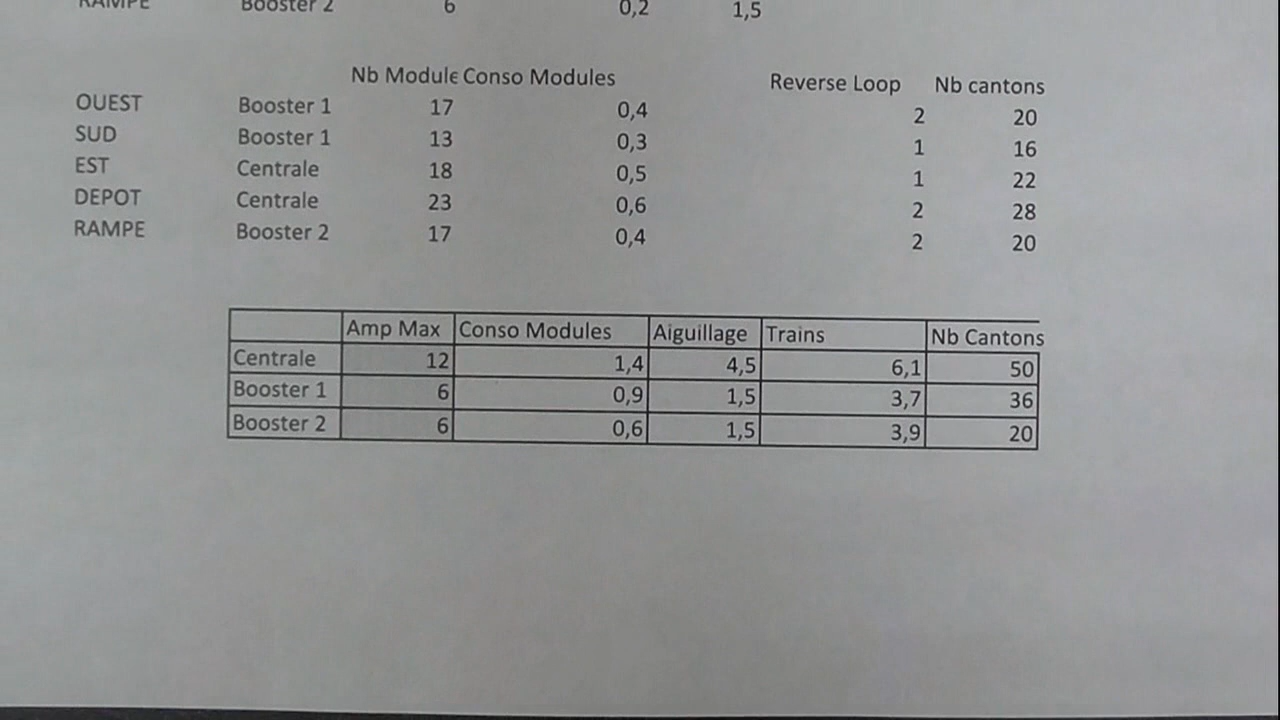 RAMPE Booster 2 6 0,2 1,5
Nb Module Conso Modules Reverse Loop Nb cantons
OUEST Booster 1 17 0,4 2 20
SUD Booster 1 13 0,3 1 16
EST Centrale 18 0,5 1 22
DEPOT Centrale 23 0,6 2 28
RAMPE Booster 2 17 0,4 2 20
Amp Max Conso Modules Aiguillage Trains Nb Cantons
Centrale 12 1,4 4,5 6,1 50
Booster 1 6 0,9 1,5 3,7 36
Booster 2 6 0,6 1,5 3,9 20